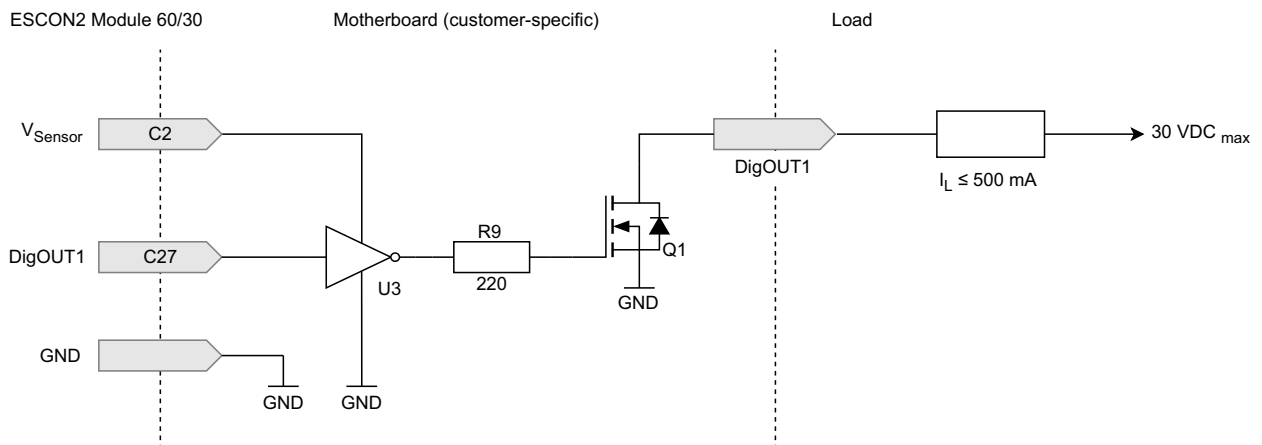 ESCON2 Module 60/30 Motherboard (customer-specific) Load
VSensor C2
30 VDC max
DigOUT1
IL ≤ 500 mA
R9
DigOUT1 C27
Q1
220
U3
GND
GND
GND GND